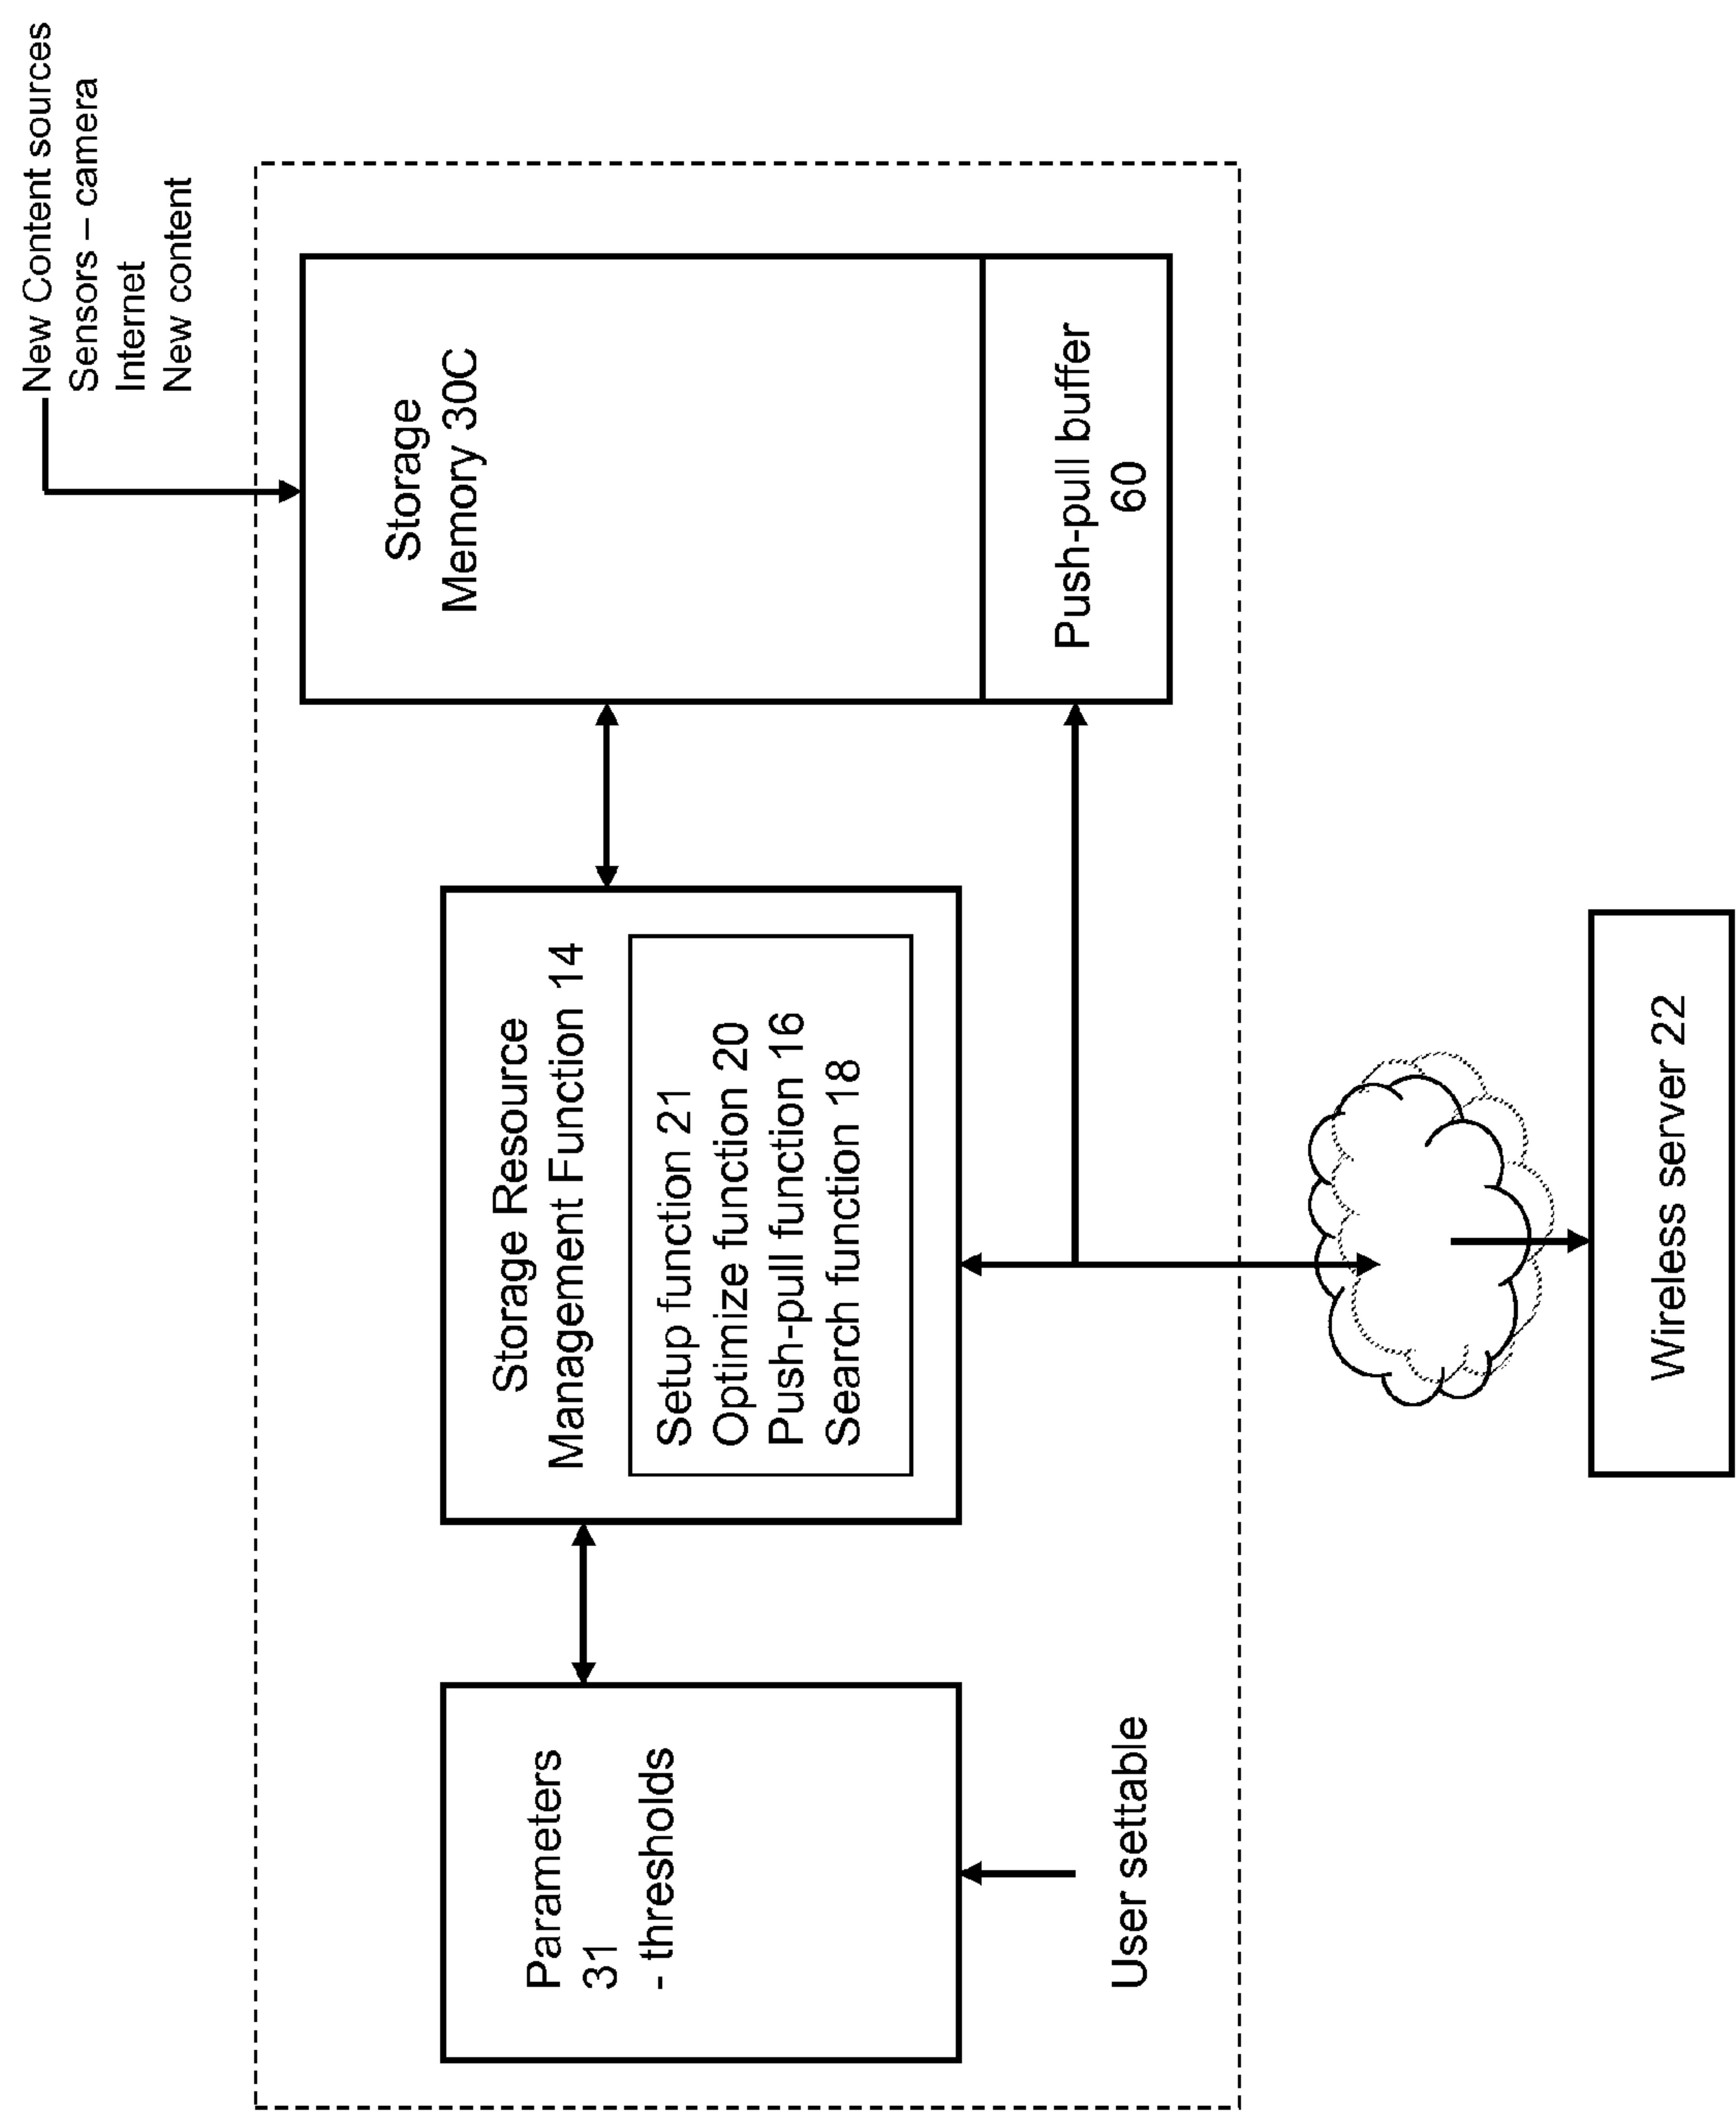 New Content sources
Sensors – camera
Internet
New content
Parameters
31
- thresholds
User settable
Storage Resource
Management Function 14
Setup function 21
Optimize function 20
Push-pull function 16
Search function 18
Storage
Memory 30C
Push-pull buffer
60
Wireless server 22